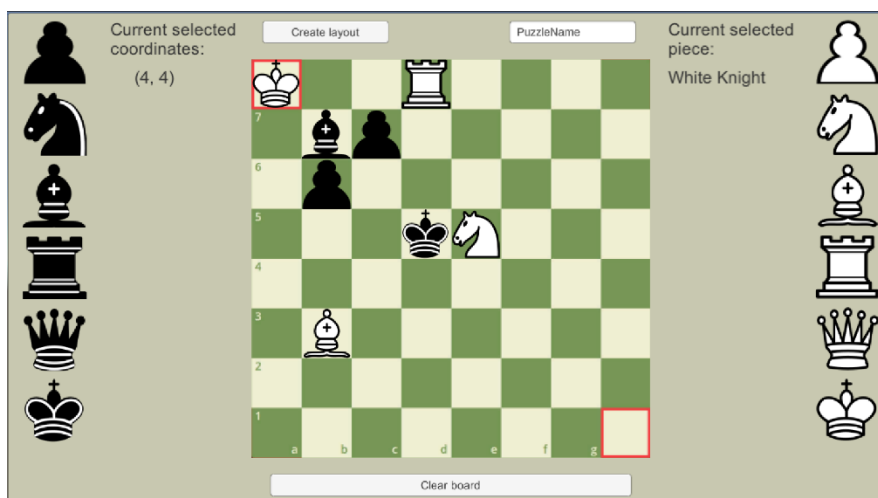 Current selected
coordinates:
(4, 4)
Create layout
PuzzleName
Current selected
piece:
White Knight
7
6
5
4
3
2
1
a
b
c
d
e
f
g
Clear board